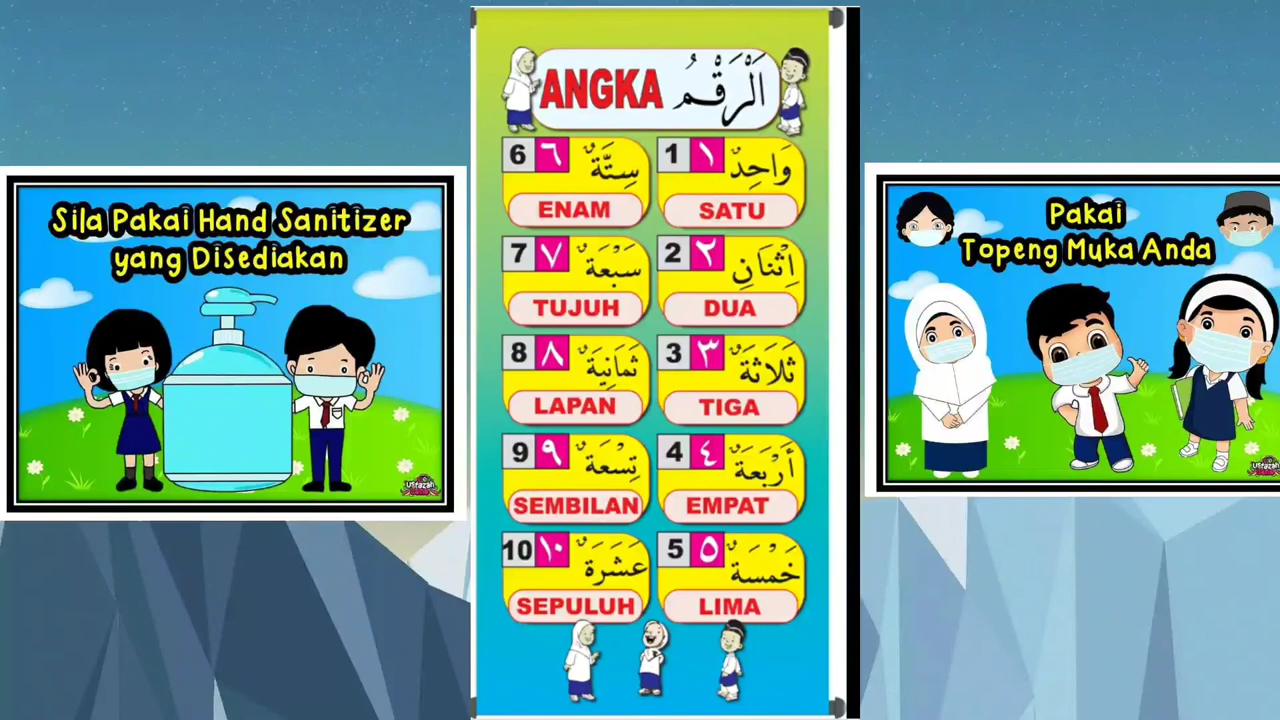 Sila Pakai Hand Sanitizer
yang Disediakan
ANGKA اَلْرَقْمُ
1 ١ وَاحِدٌ
SATU
2 ٢ اِثْنَانِ
DUA
3 ٣ ثَلَاثَةٌ
TIGA
4 ٤ أَرْبَعَةٌ
EMPAT
5 ٥ خَمْسَةٌ
LIMA
6 ٦ سِتَّةٌ
ENAM
7 ٧ سَبْعَةٌ
TUJUH
8 ٨ ثَمَانِيَةٌ
LAPAN
9 ٩ تِسْعَةٌ
SEMBILAN
10 ١٠ عَشَرَةٌ
SEPULUH
Pakai
Topeng Muka Anda